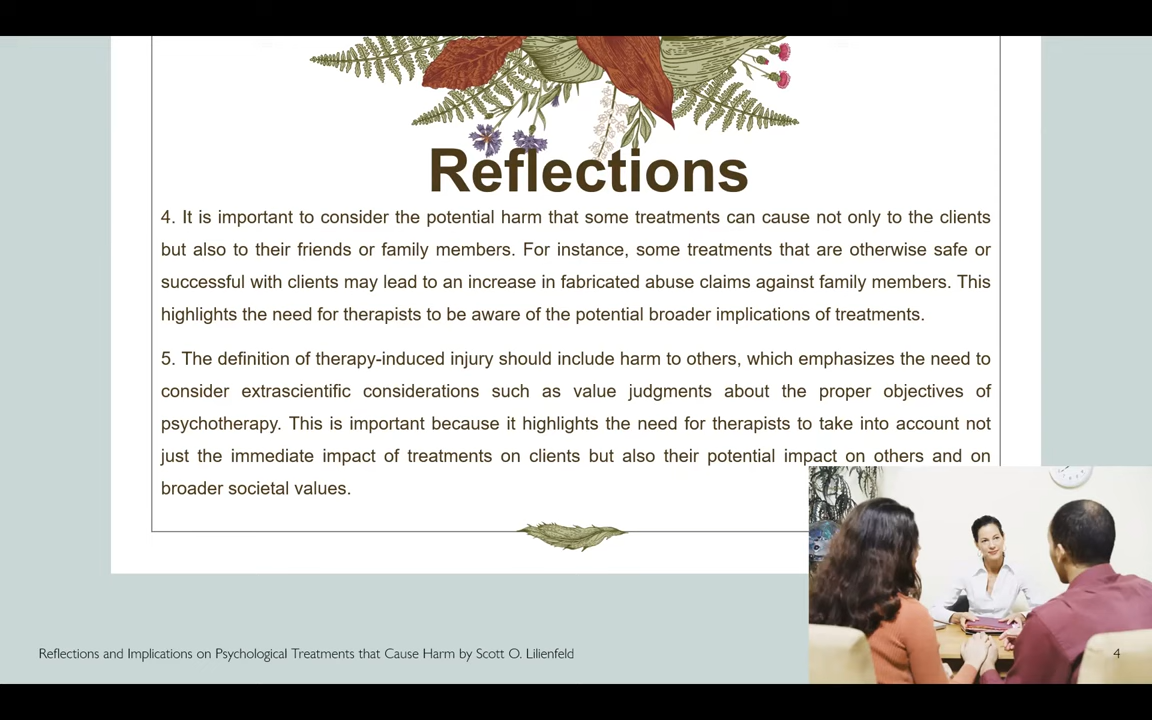 Reflections
4. It is important to consider the potential harm that some treatments can cause not only to the clients
but also to their friends or family members. For instance, some treatments that are otherwise safe or
successful with clients may lead to an increase in fabricated abuse claims against family members. This
highlights the need for therapists to be aware of the potential broader implications of treatments.
5. The definition of therapy-induced injury should include harm to others, which emphasizes the need to
consider extrascientific considerations such as value judgments about the proper objectives of
psychotherapy. This is important because it highlights the need for therapists to take into account not
just the immediate impact of treatments on clients but also their potential impact on others and on
broader societal values.
Reflections and Implications on Psychological Treatments that Cause Harm by Scott O. Lilienfeld
4